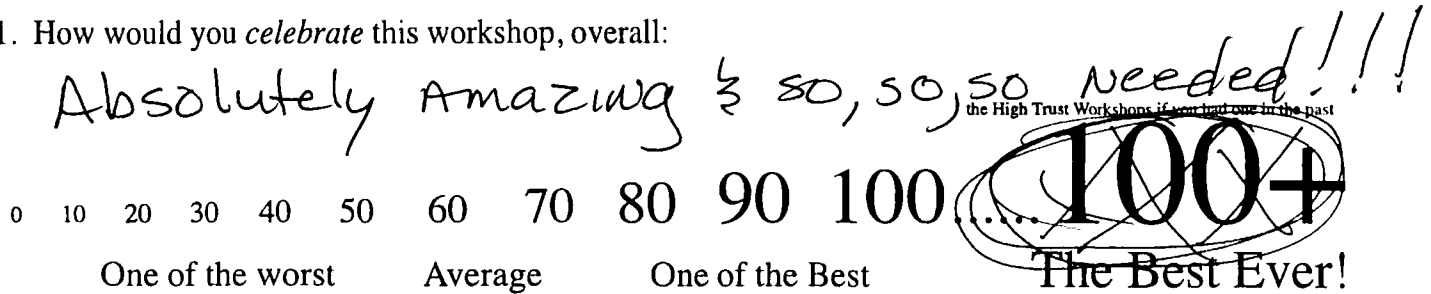 1. How would you celebrate this workshop, overall:
Absolutely Amazing & so, so, so Needed!!!
the High Trust Workshops if you had one in the past
0 10 20 30 40 50 60 70 80 90 100......100+
One of the worst Average One of the Best The Best Ever!